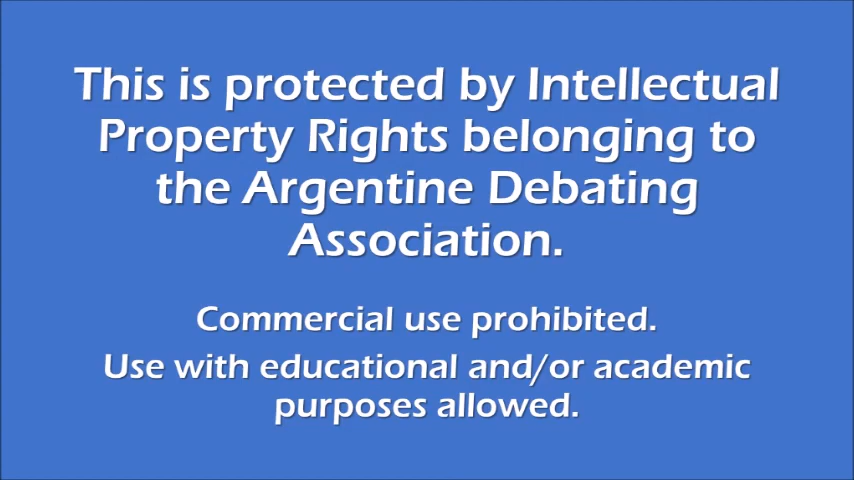 This is protected by Intellectual
Property Rights belonging to
the Argentine Debating
Association.
Commercial use prohibited.
Use with educational and/or academic
purposes allowed.